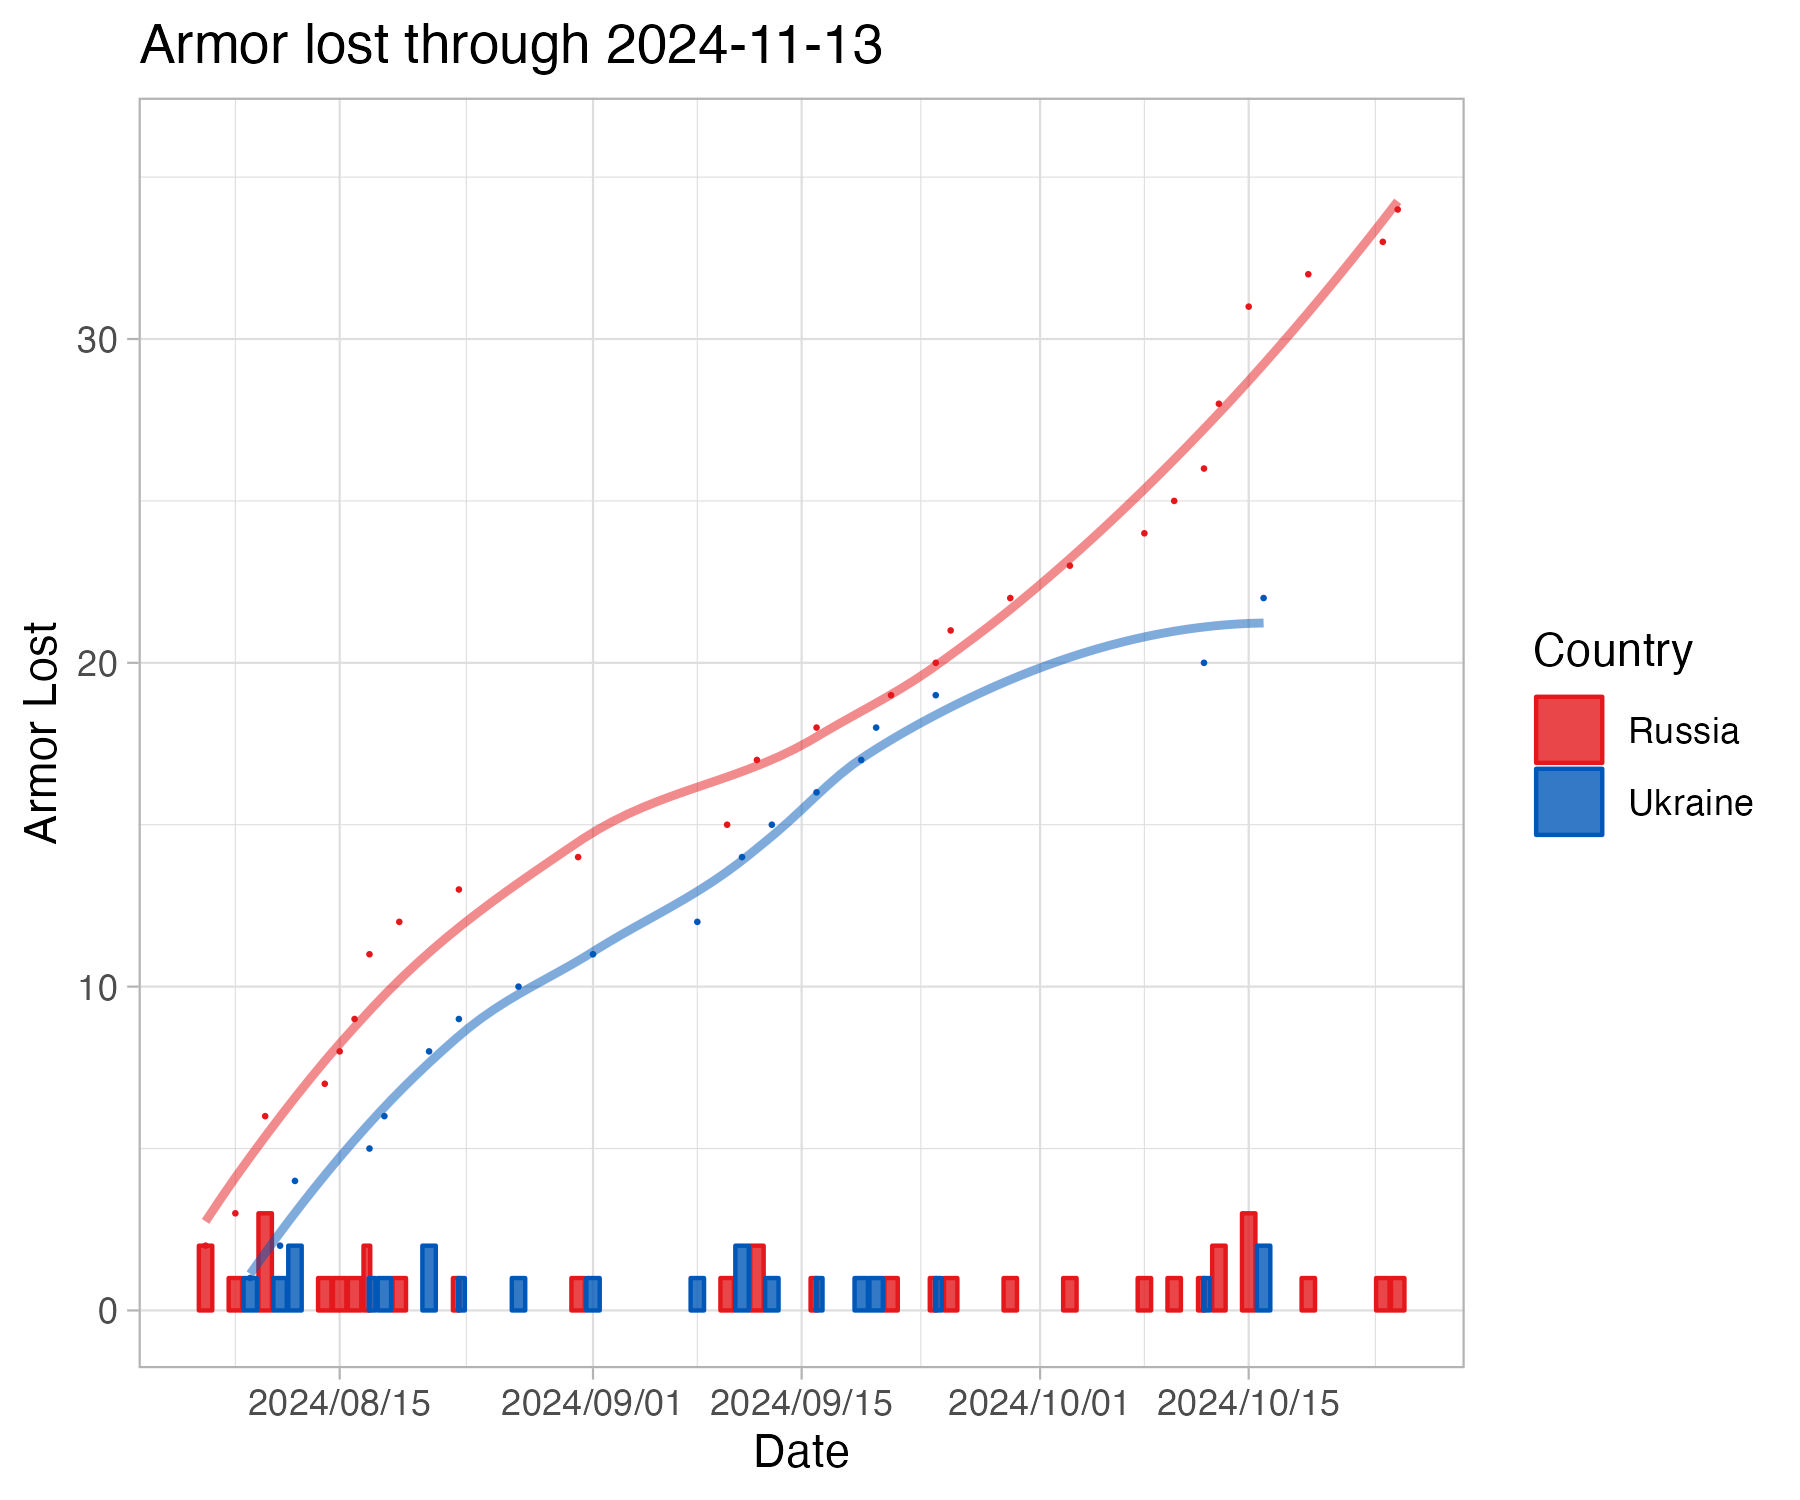 Armor lost through 2024-11-13
Armor Lost
30
20
10
0
2024/08/15 2024/09/01 2024/09/15 2024/10/01 2024/10/15
Date
Country
Russia
Ukraine